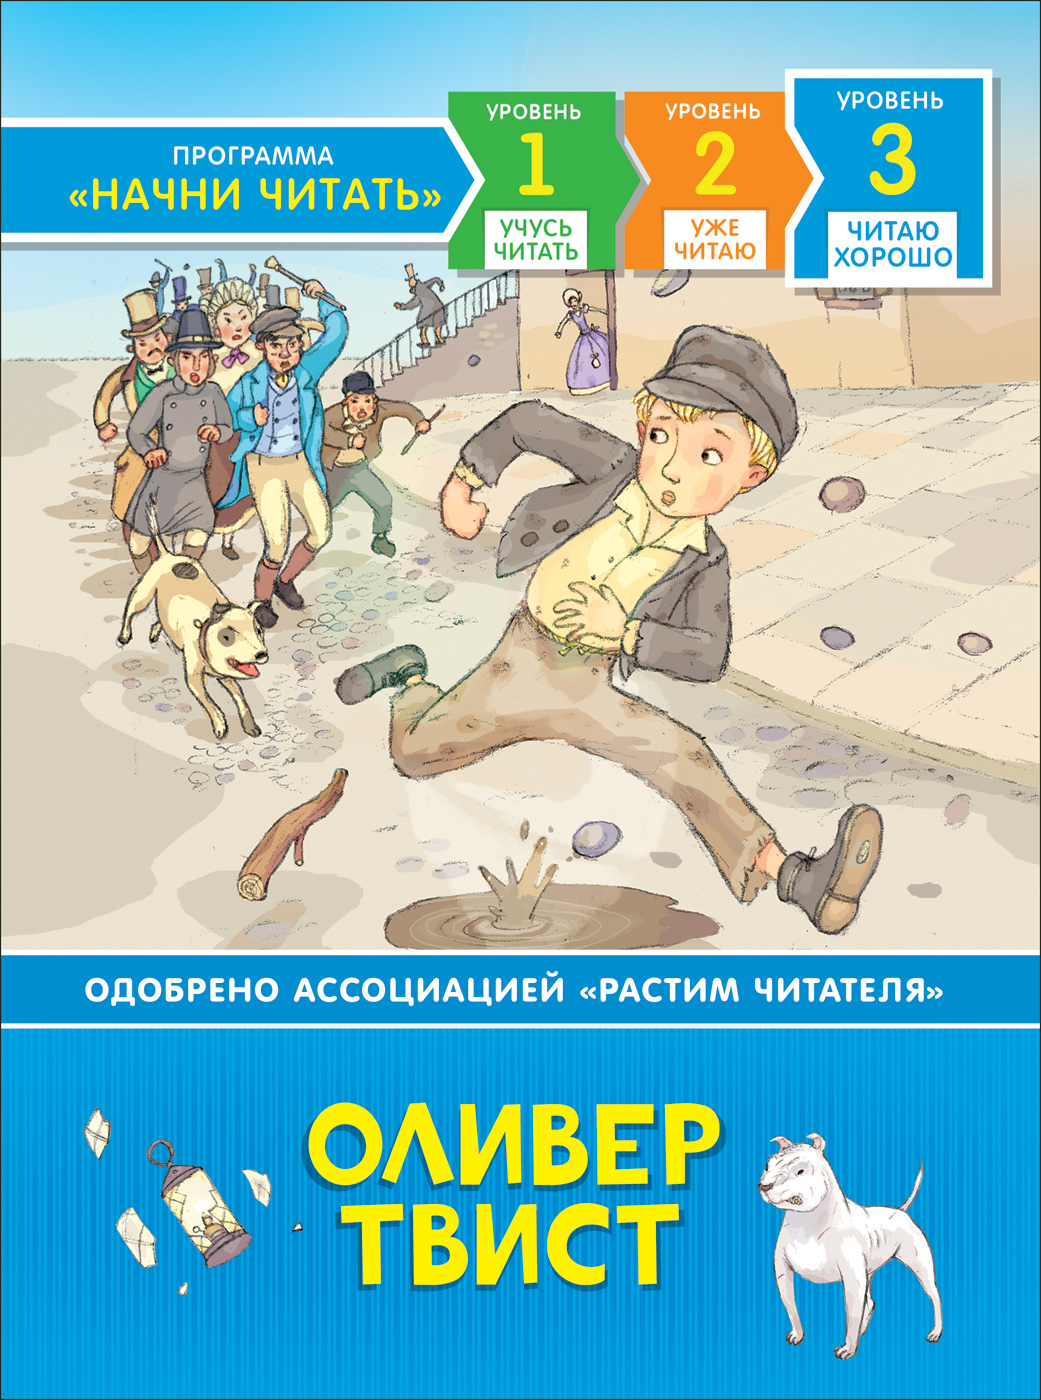 ПРОГРАММА
«НАЧНИ ЧИТАТЬ»
УРОВЕНЬ
1
УЧУСЬ
ЧИТАТЬ
УРОВЕНЬ
2
УЖЕ
ЧИТАЮ
УРОВЕНЬ
3
ЧИТАЮ
ХОРОШО
ОДОБРЕНО АССОЦИАЦИЕЙ «РАСТИМ ЧИТАТЕЛЯ»
ОЛИВЕР
ТВИСТ